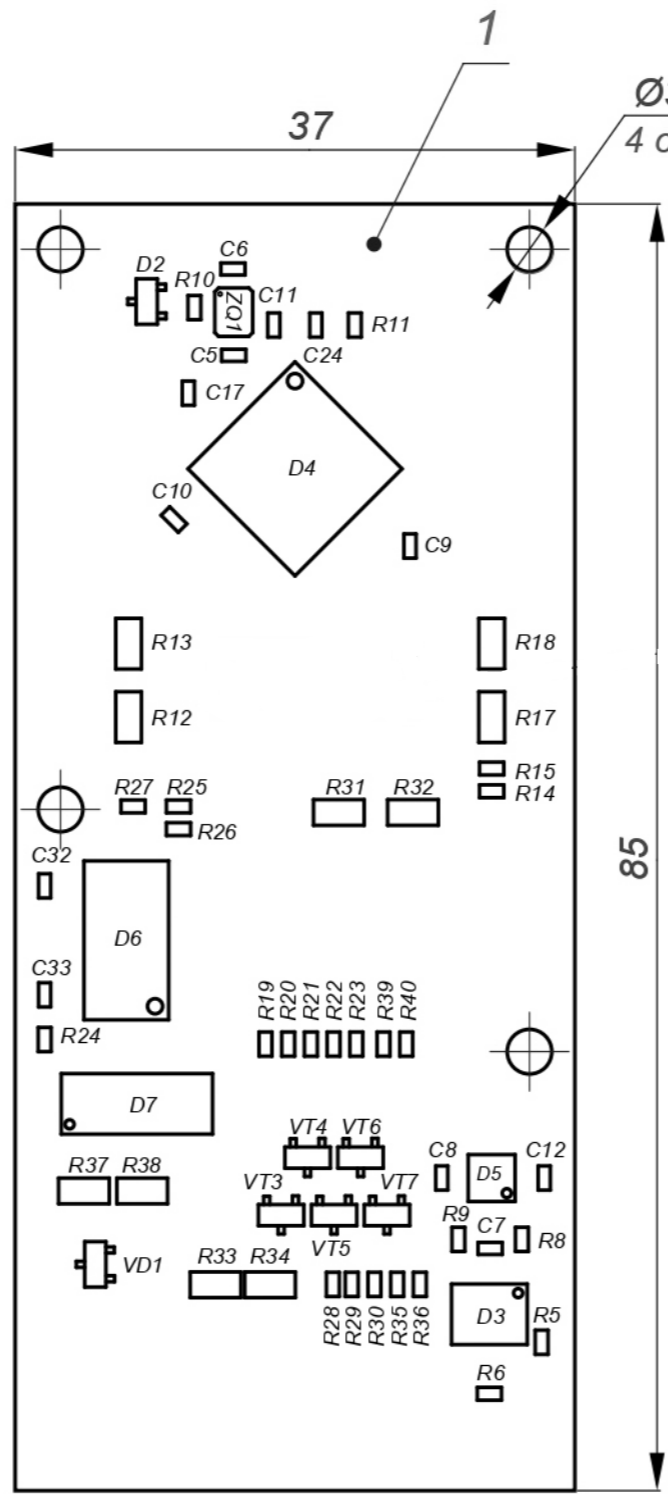 1
Ø
37
4 о
C6
D2
R10
C11
ZQ1
R11
C5
C24
C17
D4
C10
C9
R13
R18
R12
R17
R15
R27
R25
R31
R32
R14
R26
C32
85
D6
C33
R19
R20
R21
R22
R23
R39
R40
R24
D7
VT4
VT6
R37
R38
C8
D5
C12
VT3
VT7
R9
C7
R8
VT5
VD1
R33
R34
R28
R29
R30
R35
R36
D3
R5
R6